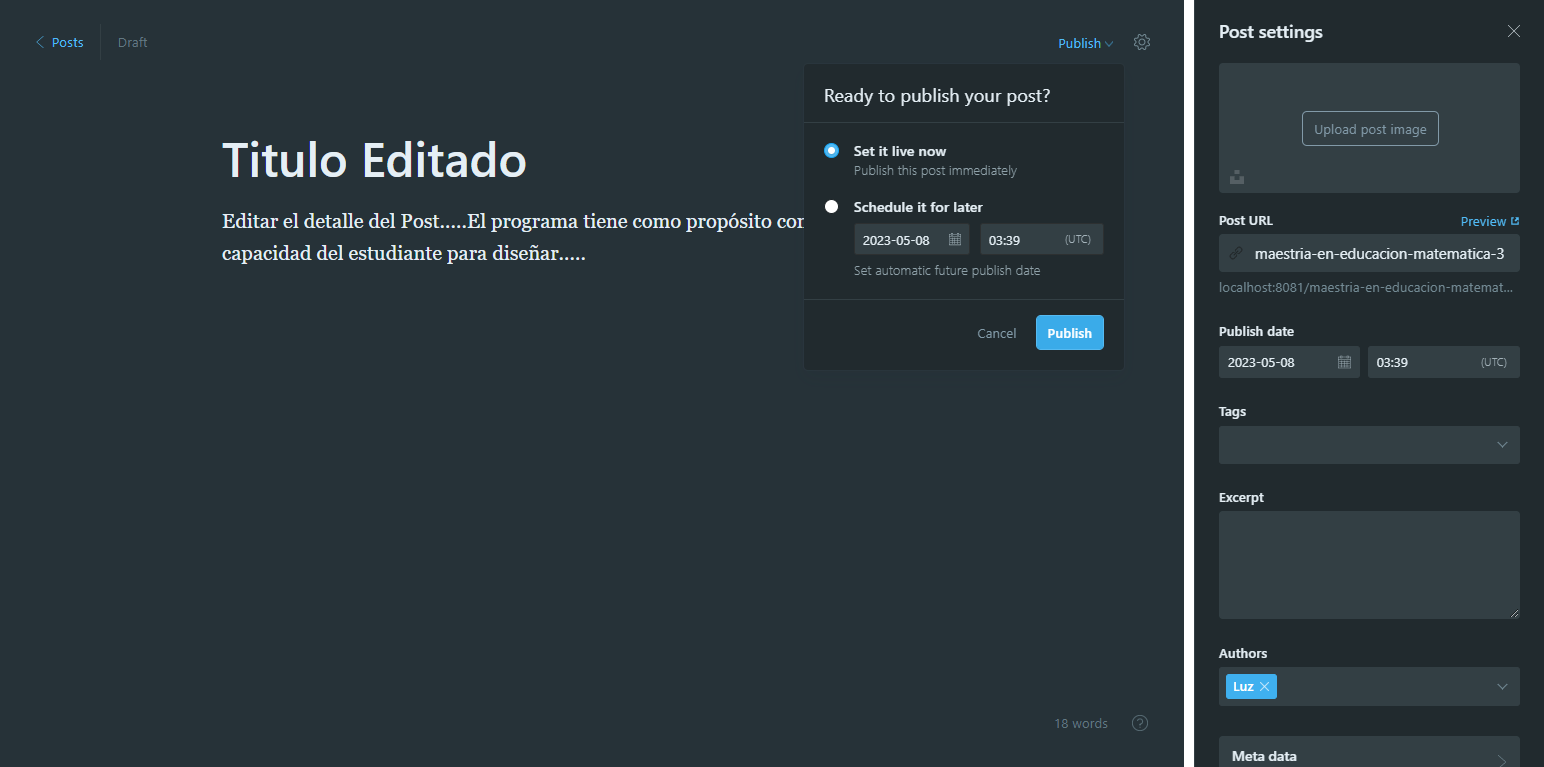 Posts
Draft
Publish
Ready to publish your post?
Set it live now
Publish this post immediately
Schedule it for later
2023-05-08
03:39
(UTC)
Set automatic future publish date
Cancel
Publish
Titulo Editado
Editar el detalle del Post.....El programa tiene como propósito
capacidad del estudiante para diseñar.....
18 words
?
Post settings
Upload post image
Post URL
Preview
maestria-en-educacion-matematica-3
localhost:8081/maestria-en-educacion-matemat...
Publish date
2023-05-08
03:39
(UTC)
Tags
Excerpt
Authors
Luz
Meta data